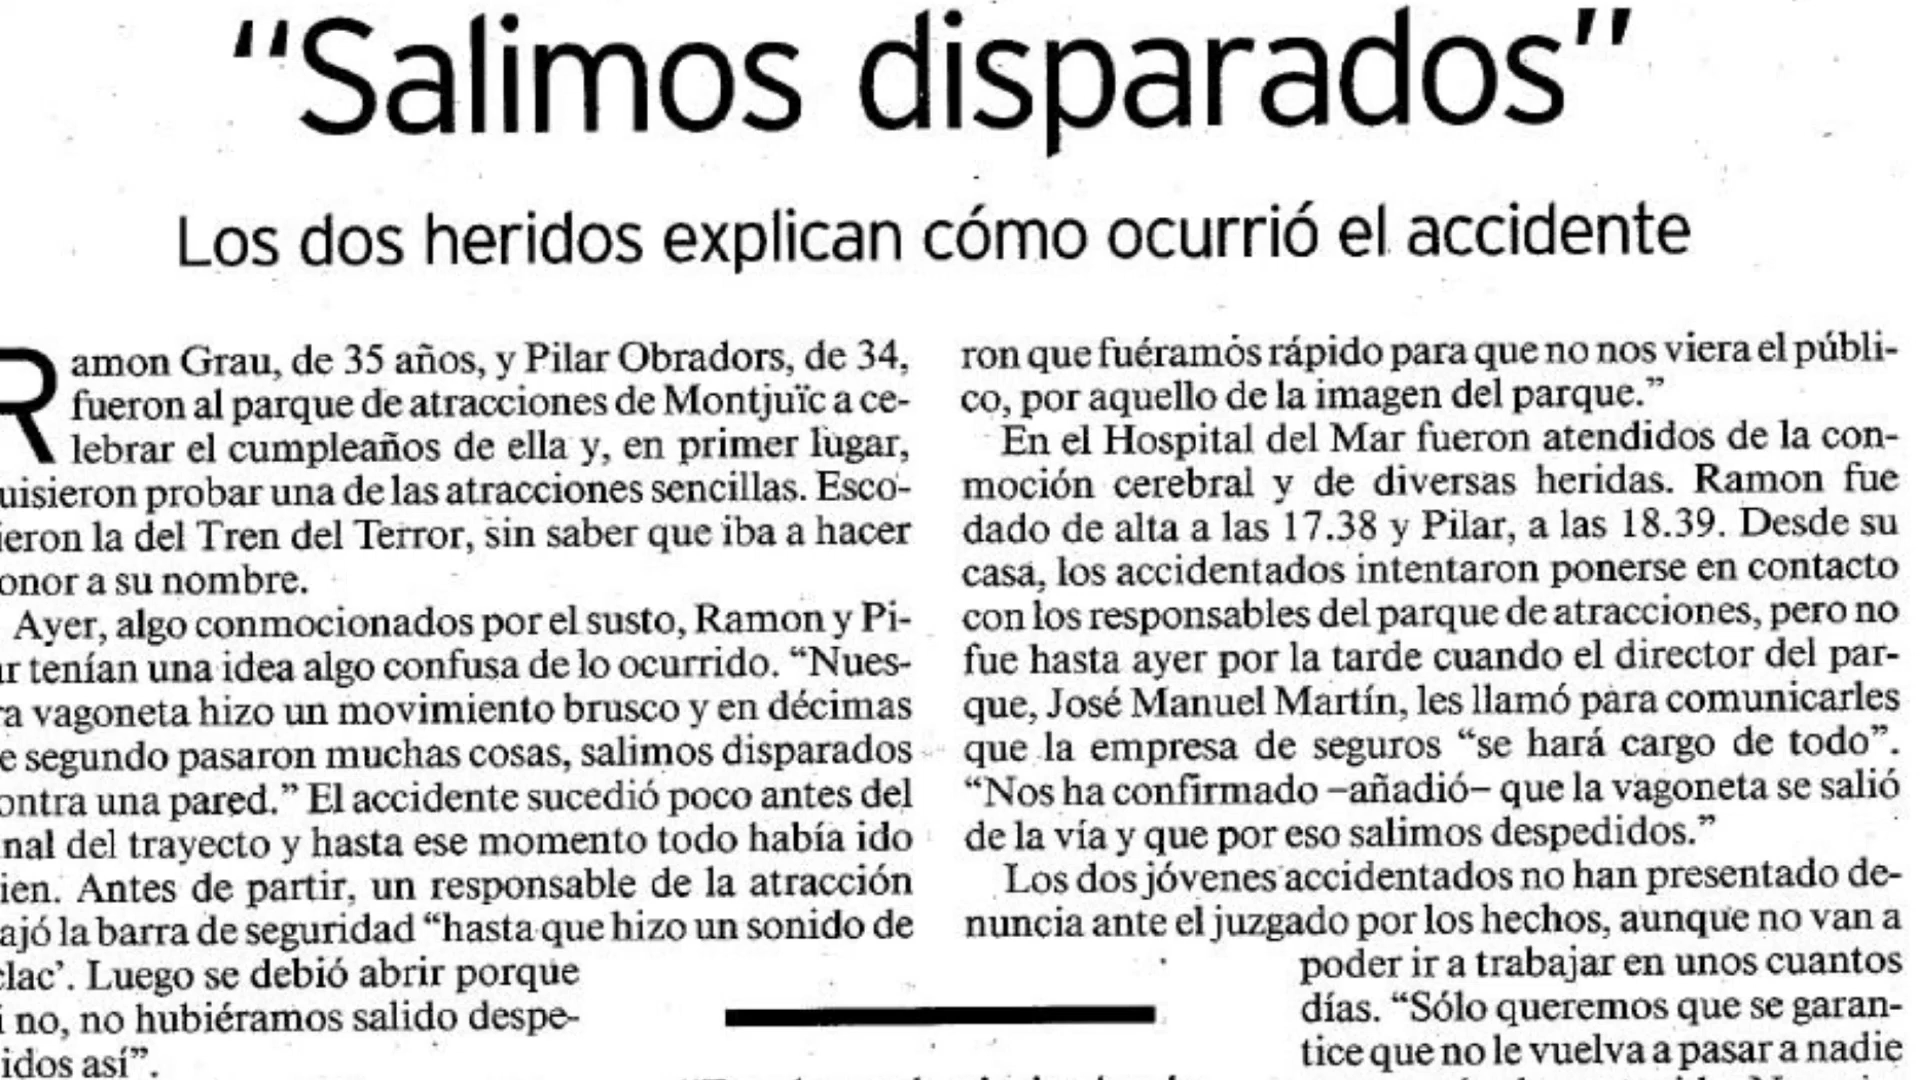 “Salimos disparados”
Los dos heridos explican cómo ocurrió el accidente
Ramon Grau, de 35 años, y Pilar Obradors, de 34,
fueron al parque de atracciones de Montjuïc a ce-
lebrar el cumpleaños de ella y, en primer lugar,
uisieron probar una de las atracciones sencillas. Esco-
ieron la del Tren del Terror, sin saber que iba a hacer
onor a su nombre.
Ayer, algo conmocionados por el susto, Ramon y Pi-
ar tenían una idea algo confusa de lo ocurrido. “Nues-
ra vagoneta hizo un movimiento brusco y en décimas
e segundo pasaron muchas cosas, salimos disparados
ontra una pared.” El accidente sucedió poco antes del
nal del trayecto y hasta ese momento todo había ido
ien. Antes de partir, un responsable de la atracción
ajó la barra de seguridad “hasta que hizo un sonido de
clac’. Luego se debió abrir porque
i no, no hubiéramos salido despe-
idos así”.
ron que fuéramos rápido para que no nos viera el públi-
co, por aquello de la imagen del parque.”
En el Hospital del Mar fueron atendidos de la con-
moción cerebral y de diversas heridas. Ramon fue
dado de alta a las 17.38 y Pilar, a las 18.39. Desde su
casa, los accidentados intentaron ponerse en contacto
con los responsables del parque de atracciones, pero no
fue hasta ayer por la tarde cuando el director del par-
que, José Manuel Martín, les llamó para comunicarles
que la empresa de seguros “se hará cargo de todo”.
“Nos ha confirmado –añadió– que la vagoneta se salió
de la vía y que por eso salimos despedidos.”
Los dos jóvenes accidentados no han presentado de-
nuncia ante el juzgado por los hechos, aunque no van a
poder ir a trabajar en unos cuantos
días. “Sólo queremos que se garan-
tice que no le vuelva a pasar a nadie